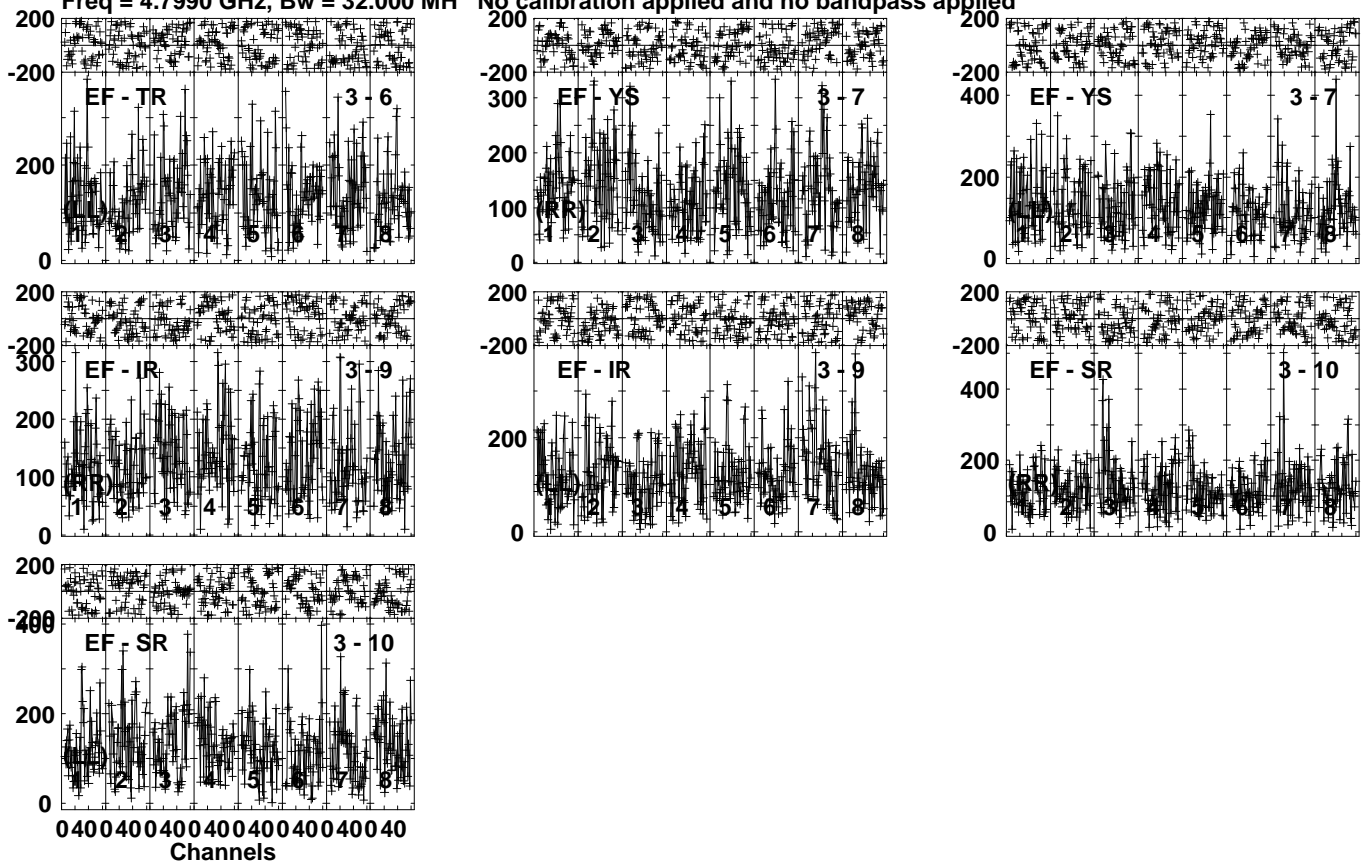 Freq = 4.7990 GHz, Bw = 32.000 MH No calibration applied and no bandpass applied
200
-200
EF - TR 3 - 6
200
(LL)
1 2 3 4 5 6 7 8
0
200
-200
300 EF - YS 3 - 7
200
100 (RR)
1 2 3 4 5 6 7 8
0
200
-200
400 EF - YS 3 - 7
200
(LL)
1 2 3 4 5 6 7 8
0
200
-200
300 EF - IR 3 - 9
200
100 (RR)
1 2 3 4 5 6 7 8
0
200
-200
EF - IR 3 - 9
200
(LL)
1 2 3 4 5 6 7 8
0
200
-200
400 EF - SR 3 - 10
200
(RR)
1 2 3 4 5 6 7 8
0
200
-200
400 EF - SR 3 - 10
200
(LL)
1 2 3 4 5 6 7 8
0
0 40 0 40 0 40 0 40 0 40 0 40 0 40 0 40
Channels